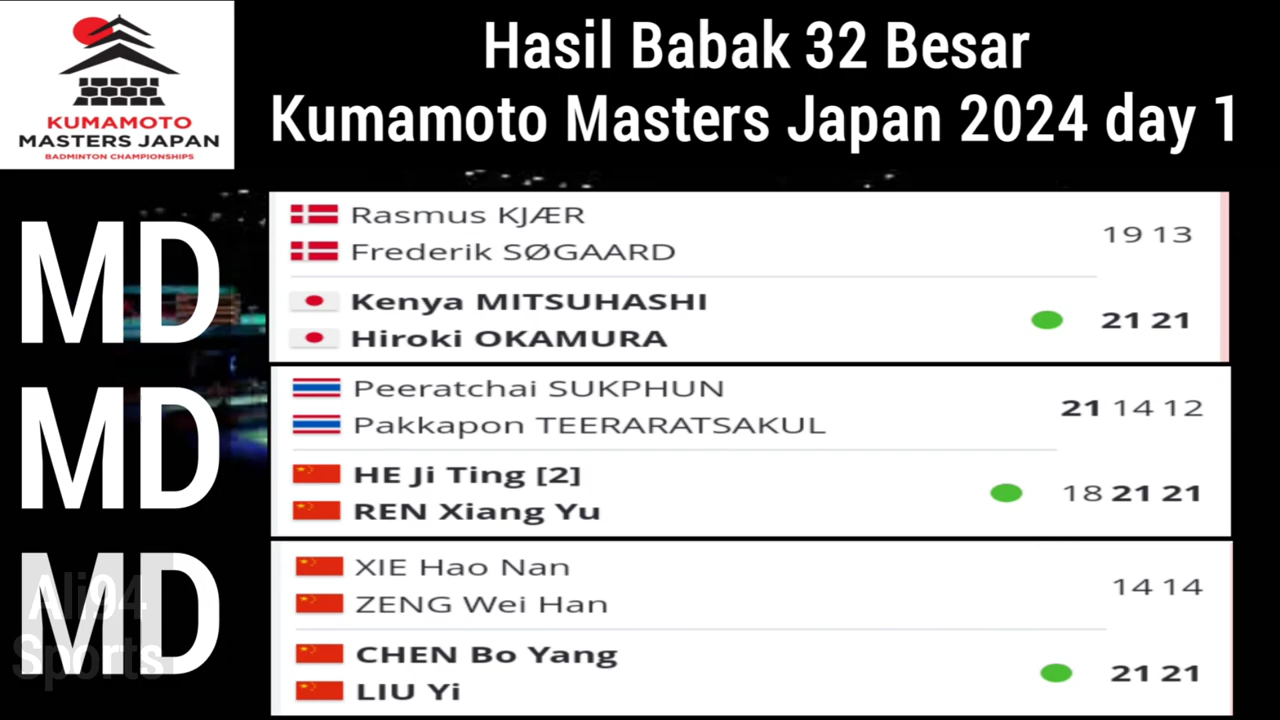 KUMAMOTO
MASTERS JAPAN
BADMINTON CHAMPIONSHIPS
Hasil Babak 32 Besar
Kumamoto Masters Japan 2024 day 1
MD
Rasmus KJÆR
Frederik SØGAARD
19 13
Kenya MITSUHASHI
Hiroki OKAMURA
21 21
MD
Peeratchai SUKPHUN
Pakkapon TEERARATSAKUL
21 14 12
HE Ji Ting [2]
REN Xiang Yu
18 21 21
MD
XIE Hao Nan
ZENG Wei Han
14 14
CHEN Bo Yang
LIU Yi
21 21
Ali94
Sports